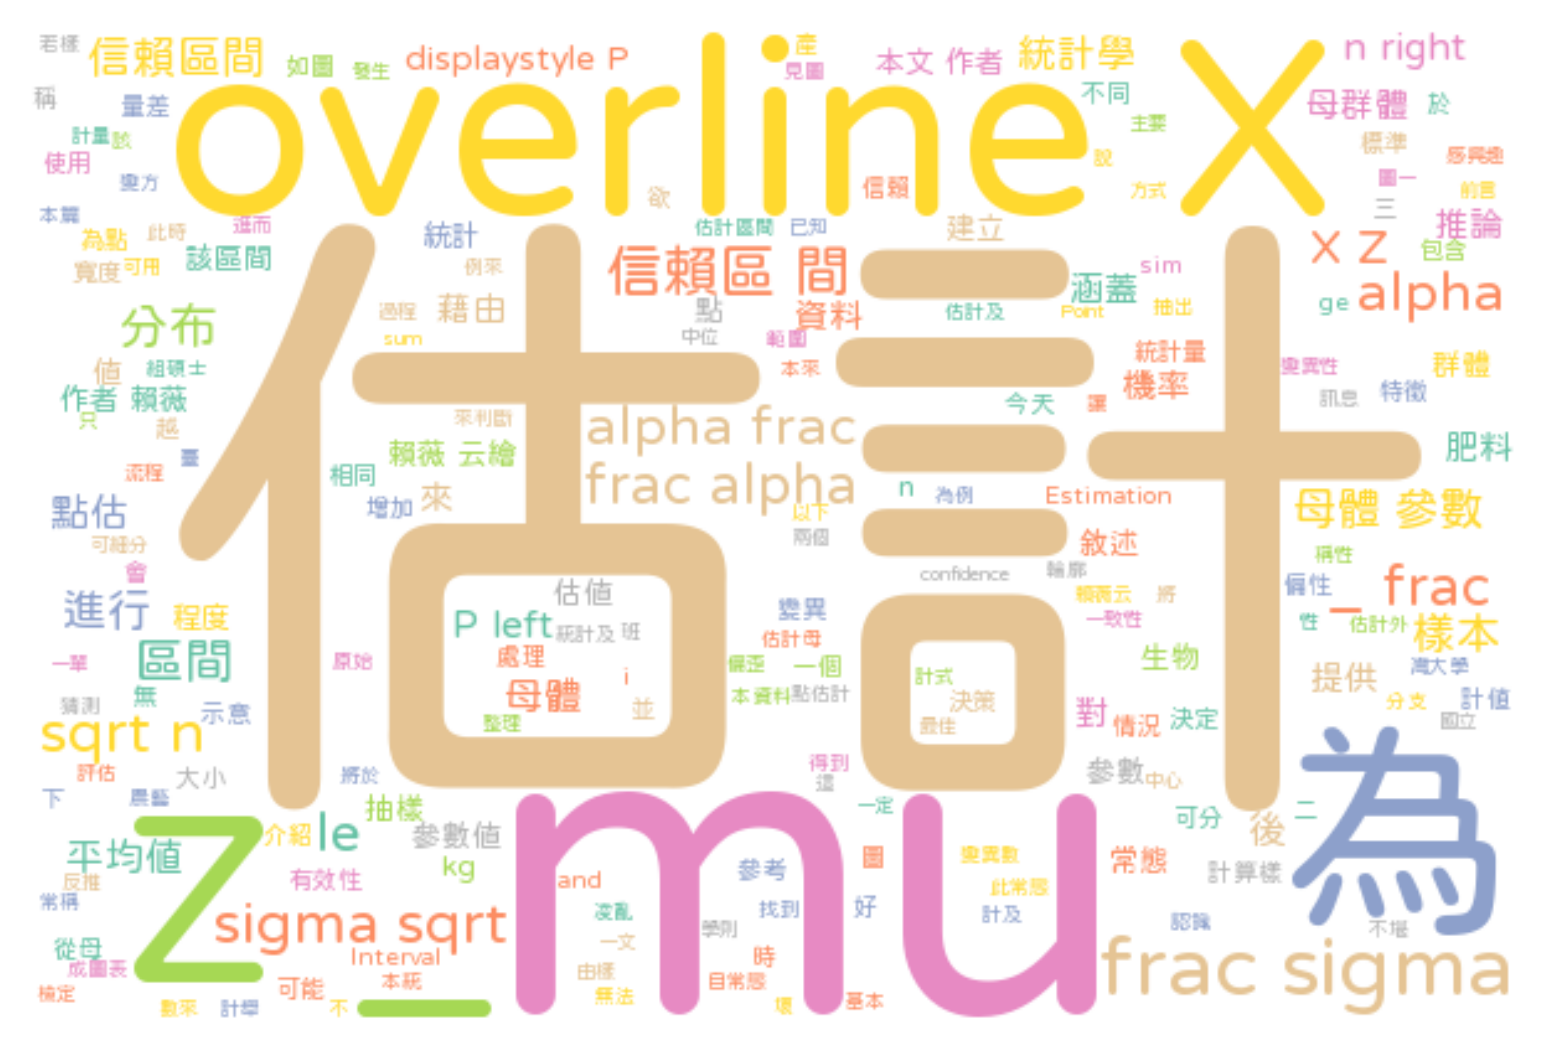 若樣
信賴區間
如圖
發生
displaystyle P
產
見圖
本文 作者
統計學
n right
稱
量差
overline X
不同
母群體
於
計量
該
主要
標準
使用
變方
說
感興趣
圖一
本篇
欲
信賴
方式
前言
三
為點
此時
進而
統計
估計區間
已知
建立
推論
寬度
可用
該區間
例來
信賴區 間
sim
X Z
包含
涵蓋
分布
過程
藉由
點
資料
估計及
Point
抽出
ge
alpha
sum
中位
範圍
估計
統計量
值
組碩士
本來
機率
變異性
群體
作者 賴薇
只
來判斷
alpha frac
今天
讓
訊息
特徵
越
流程
臺
相同
賴薇 云繪
frac alpha
肥料
點估
增加
來
以下
n
為例
Estimation
母體 參數
可細分
兩個
敘述
稱性
會
估值
confidence
輪廓
偏性
_ frac
進行
程度
P left
統計及
班
變異
賴薇云
將
一致性
性
估計外
樣本
一單
區間
原始
處理
估計母
偏歪
一個
計式
生物
灣大學
猜測
無
母體
i
並
本資料
點估計
決策
提供
分支
計值
sqrt n
示意
整理
最佳
對
情況
決定
國立
評估
大小
將於
得到
這
參數
中心
為
下
農藝
抽樣
一定
可分
二
z _
介紹
le
參數值
mu
後
平均值
kg
參考
圖
變異數
常態
計算樣
反推
有效性
and
此常態
常稱
凌亂
找到
好
計及
認識
sigma sqrt
學則
不堪
從母
Interval
一文
時
frac sigma
成圖表
本統
由樣
目常態
檢定
可能
無法
壞
基本
數來
計學
不